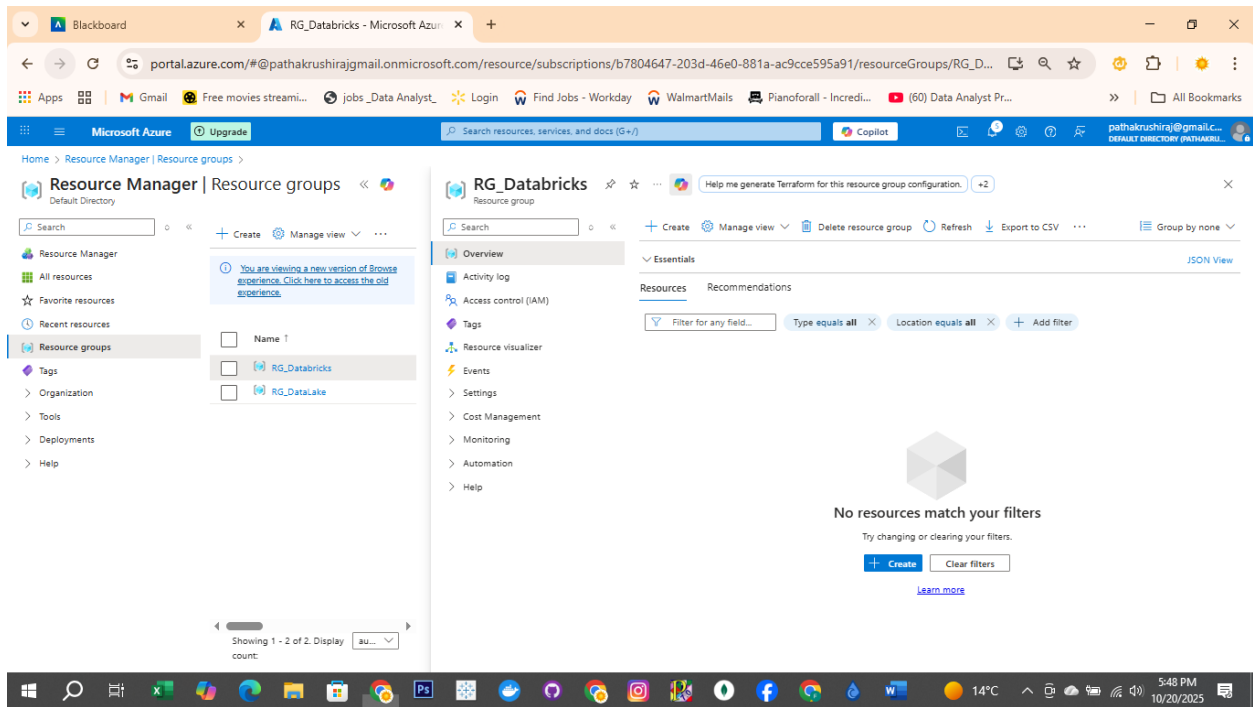 Blackboard
RG_Databricks - Microsoft Azur
portal.azure.com/#@pathakrushirajgmail.onmicrosoft.com/resource/subscriptions/b7804647-203d-46e0-881a-ac9cce595a91/resourceGroups/RG_D...
Apps
Gmail
Free movies streami...
jobs _Data Analyst_
Login
Find Jobs - Workday
WalmartMails
Pianoforall - Incredi...
(60) Data Analyst Pr...
All Bookmarks
Microsoft Azure
Upgrade
Search resources, services, and docs (G+/)
Copilot
5
pathakrushiraj@gmail.c...
DEFAULT DIRECTORY (PATHAKRU...
Home > Resource Manager | Resource groups >
Resource Manager | Resource groups
Default Directory
Search
Resource Manager
All resources
Favorite resources
Recent resources
Resource groups
Tags
Organization
Tools
Deployments
Help
Create
Manage view
You are viewing a new version of Browse
experience. Click here to access the old
experience.
Name ↑
RG_Databricks
RG_DataLake
Showing 1 - 2 of 2. Display
count:
au...
RG_Databricks
Resource group
Help me generate Terraform for this resource group configuration.
+2
Search
Overview
Activity log
Access control (IAM)
Tags
Resource visualizer
Events
Settings
Cost Management
Monitoring
Automation
Help
Create
Manage view
Delete resource group
Refresh
Export to CSV
Group by none
Essentials
JSON View
Resources
Recommendations
Filter for any field...
Type equals all
Location equals all
Add filter
No resources match your filters
Try changing or clearing your filters.
Create
Clear filters
Learn more
Ps
14°C
5:48 PM
10/20/2025